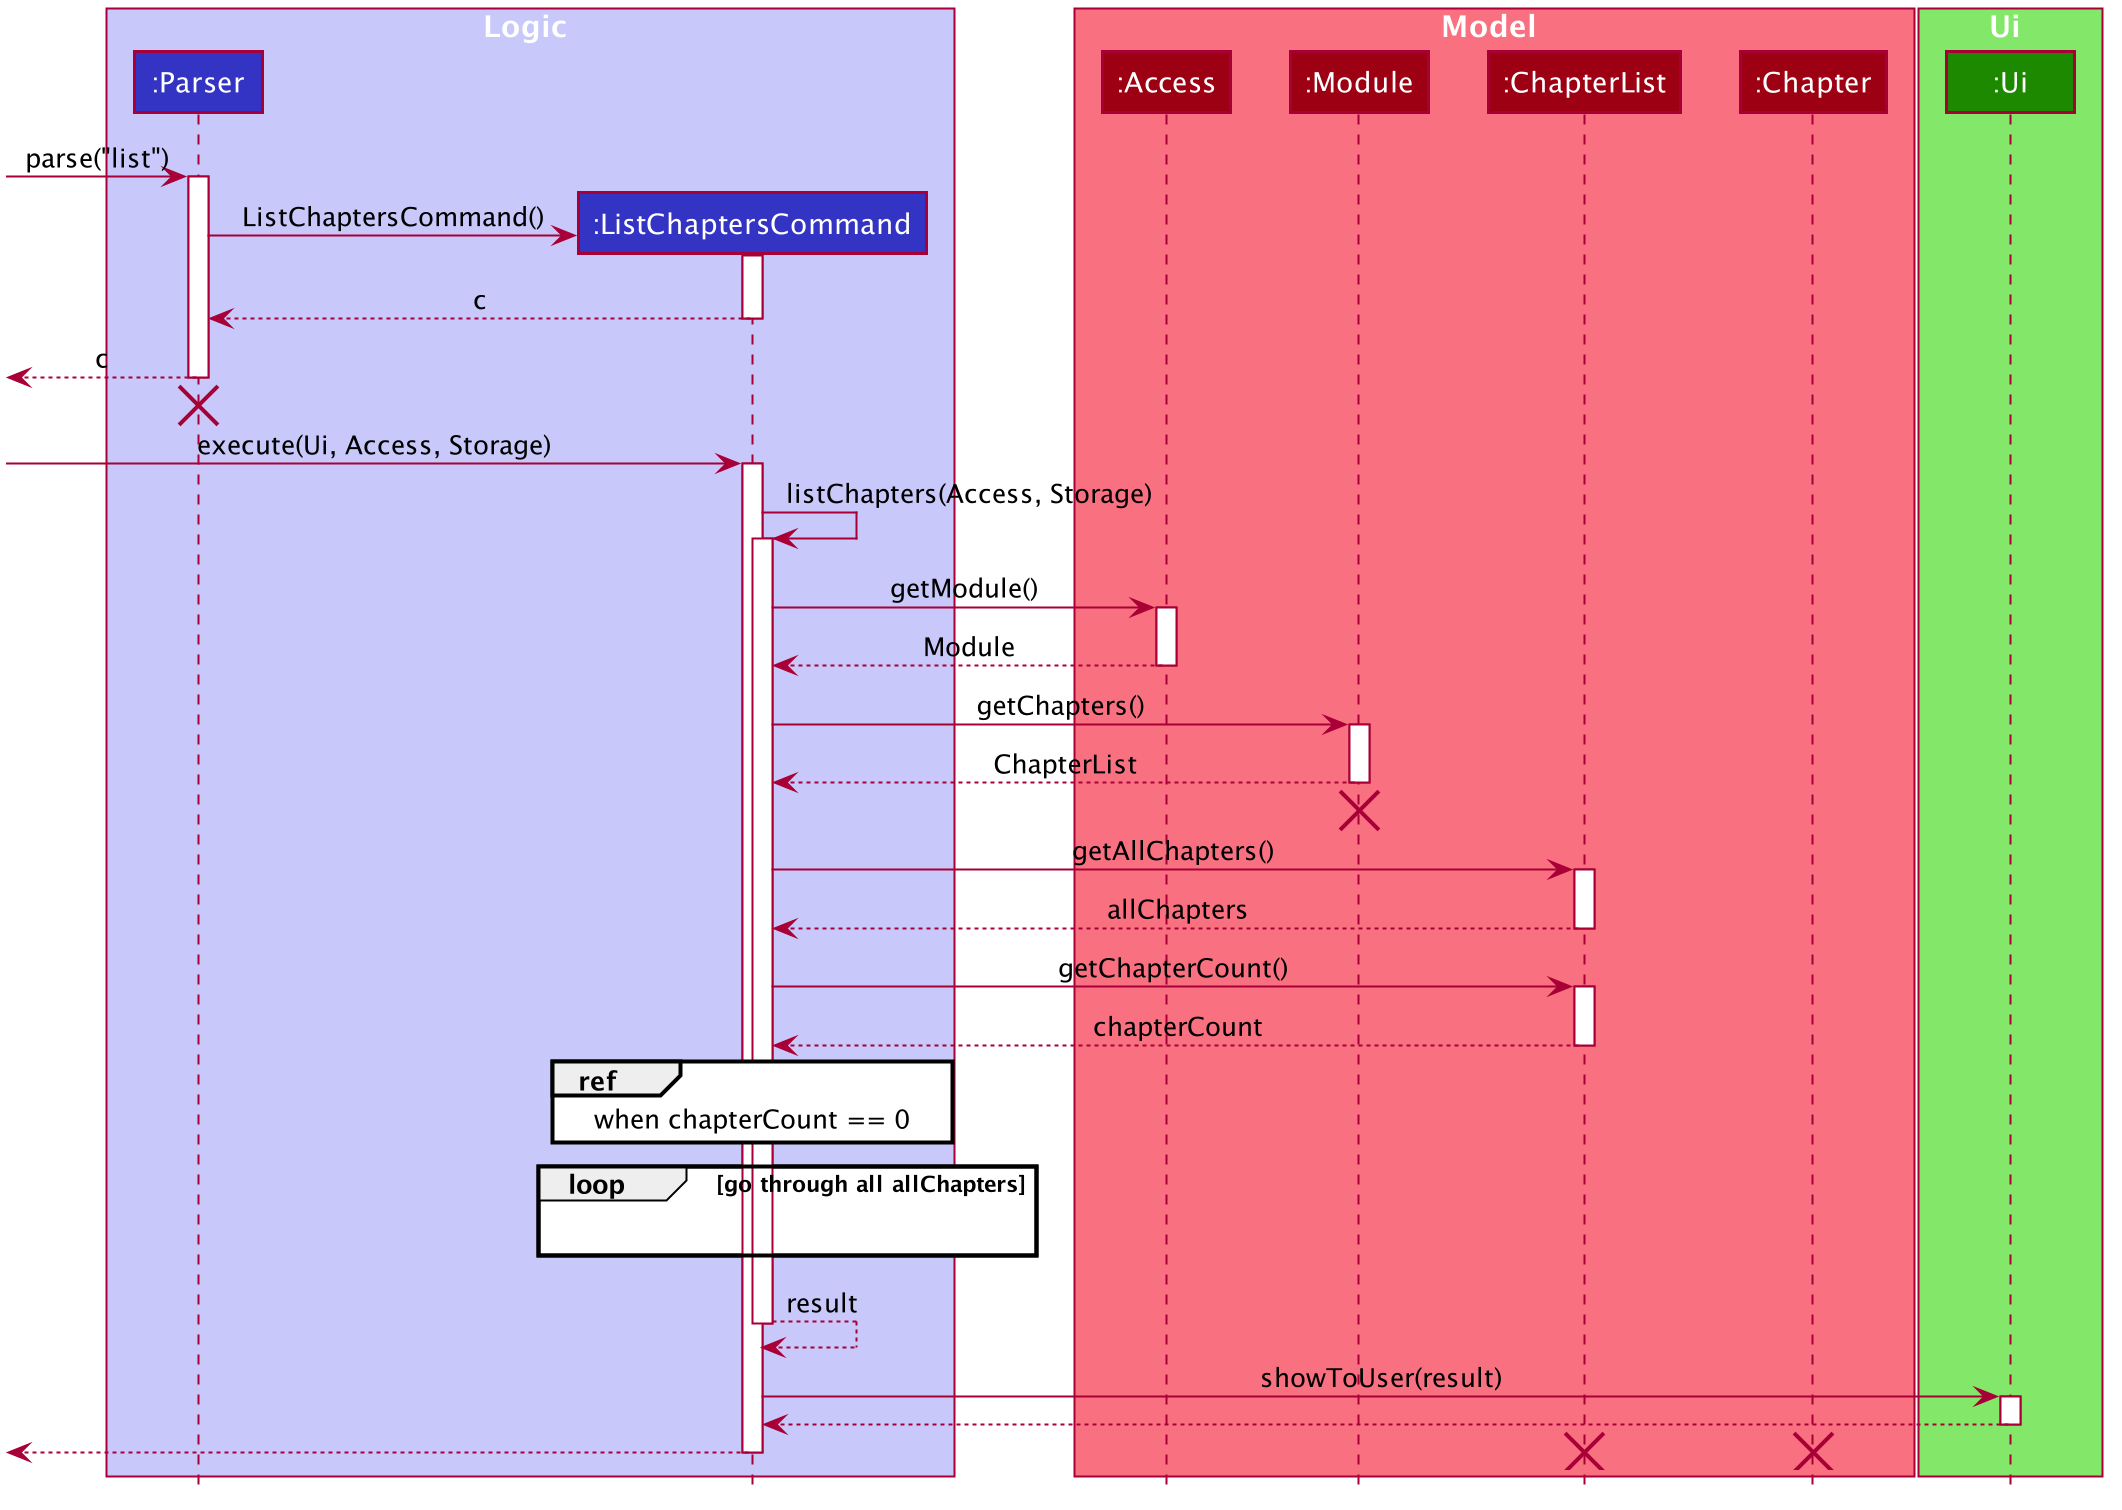 Logic
Model
Ui
:Parser
:Access
:Module
:ChapterList
:Chapter
:Ui
parse("list")
ListChaptersCommand()
:ListChaptersCommand
c
c
execute(Ui, Access, Storage)
listChapters(Access, Storage)
getModule()
Module
getChapters()
ChapterList
getAllChapters()
allChapters
getChapterCount()
chapterCount
ref
when chapterCount == 0
loop [go through all allChapters]
result
showToUser(result)